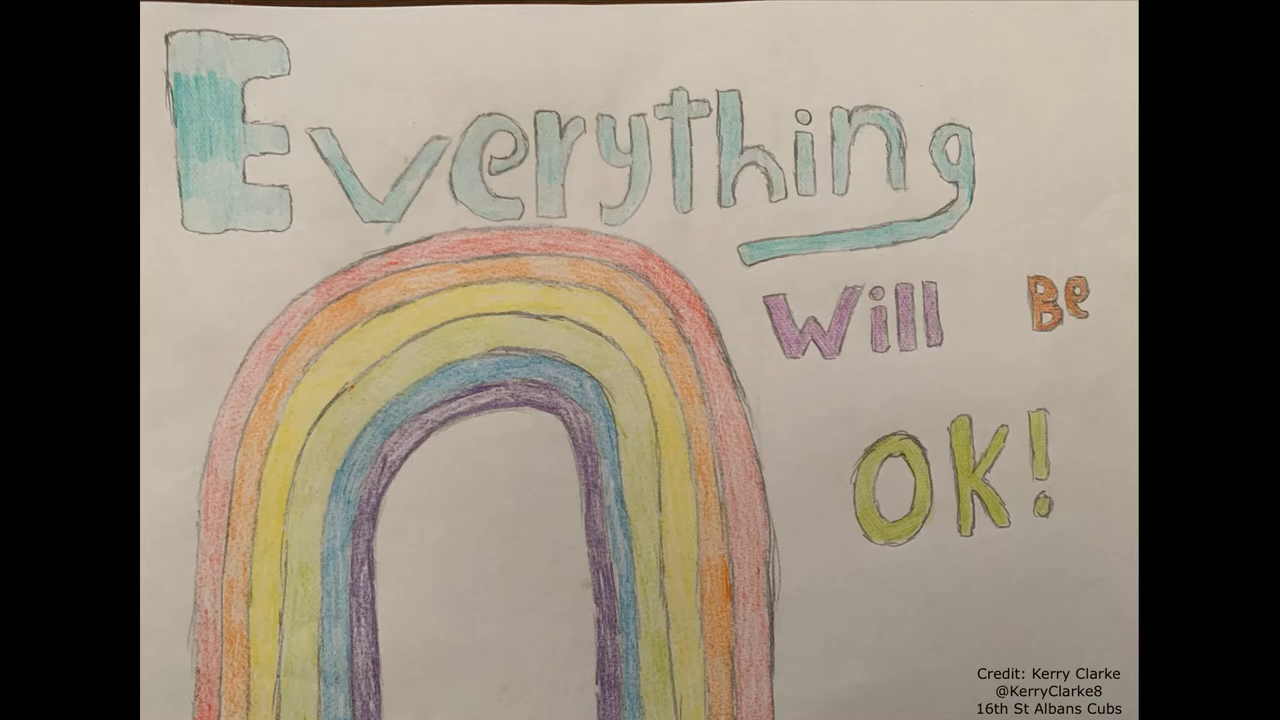 Everything
Will Be
OK!
Credit: Kerry Clarke
@KerryClarke8
16th St Albans Cubs